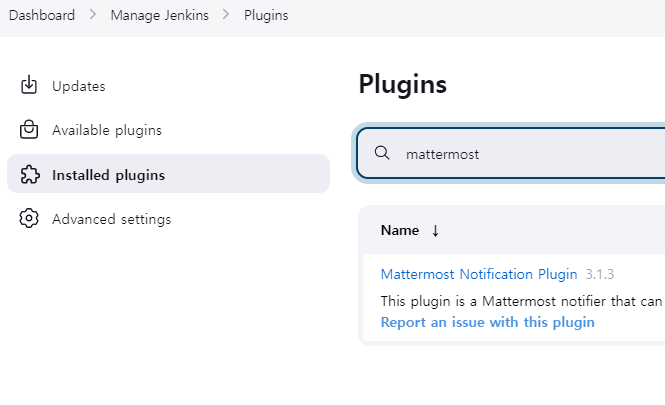 Dashboard > Manage Jenkins > Plugins
Updates
Available plugins
Installed plugins
Advanced settings
Plugins
mattermost
Name ↓
Mattermost Notification Plugin 3.1.3
This plugin is a Mattermost notifier that can
Report an issue with this plugin